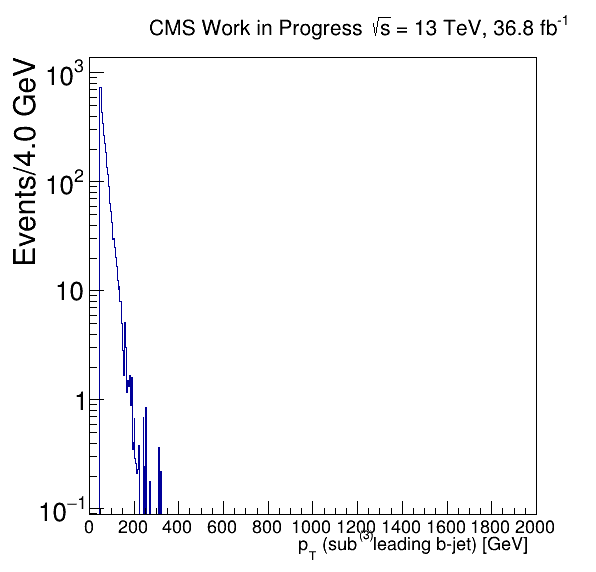 CMS Work in Progress √s = 13 TeV, 36.8 fb⁻¹
Events/4.0 GeV
10³
10²
10
1
10⁻¹
0 200 400 600 800 1000 1200 1400 1600 1800 2000
p_T (sub⁽³⁾leading b-jet) [GeV]